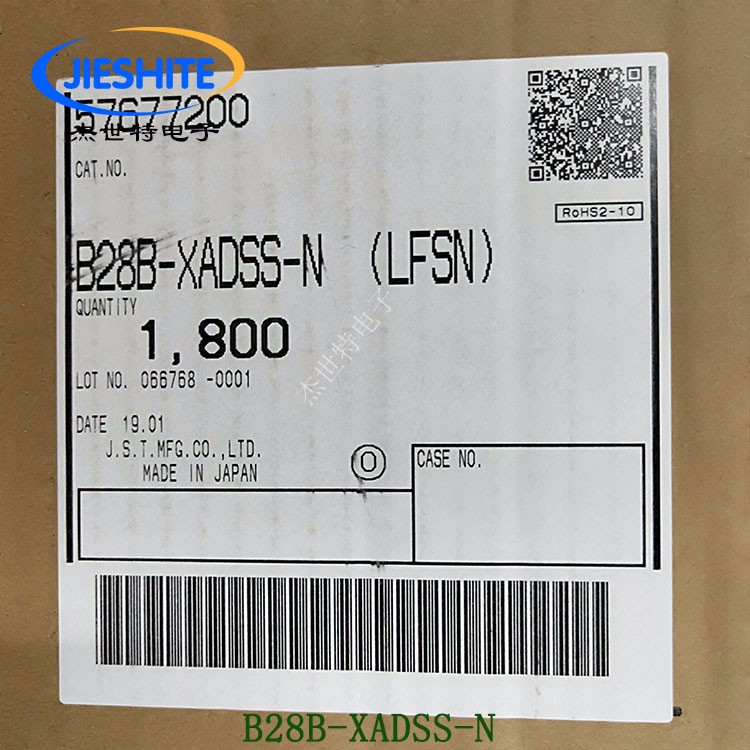 JIESHITE
57677200
杰世特电子
CAT.NO.
RoHS2-10
B28B-XADSS-N (LFSN)
QUANTITY
1,800
杰世特电子
LOT NO. 066768 -0001
DATE 19.01
J.S.T.MFG.CO.,LTD.
MADE IN JAPAN
O
CASE NO.
B28B-XADSS-N